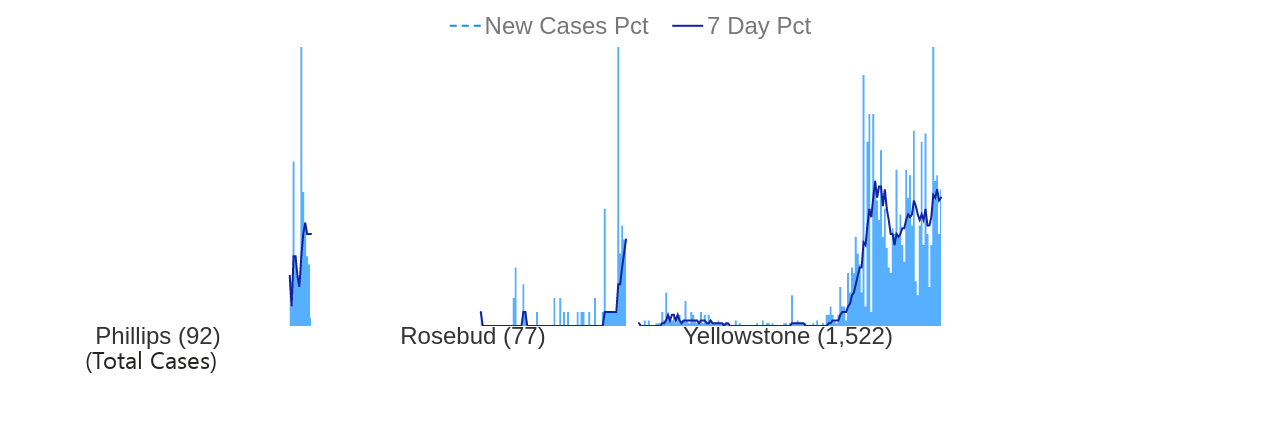 New Cases Pct 7 Day Pct
Phillips (92) Rosebud (77) Yellowstone (1,522)
(Total Cases)